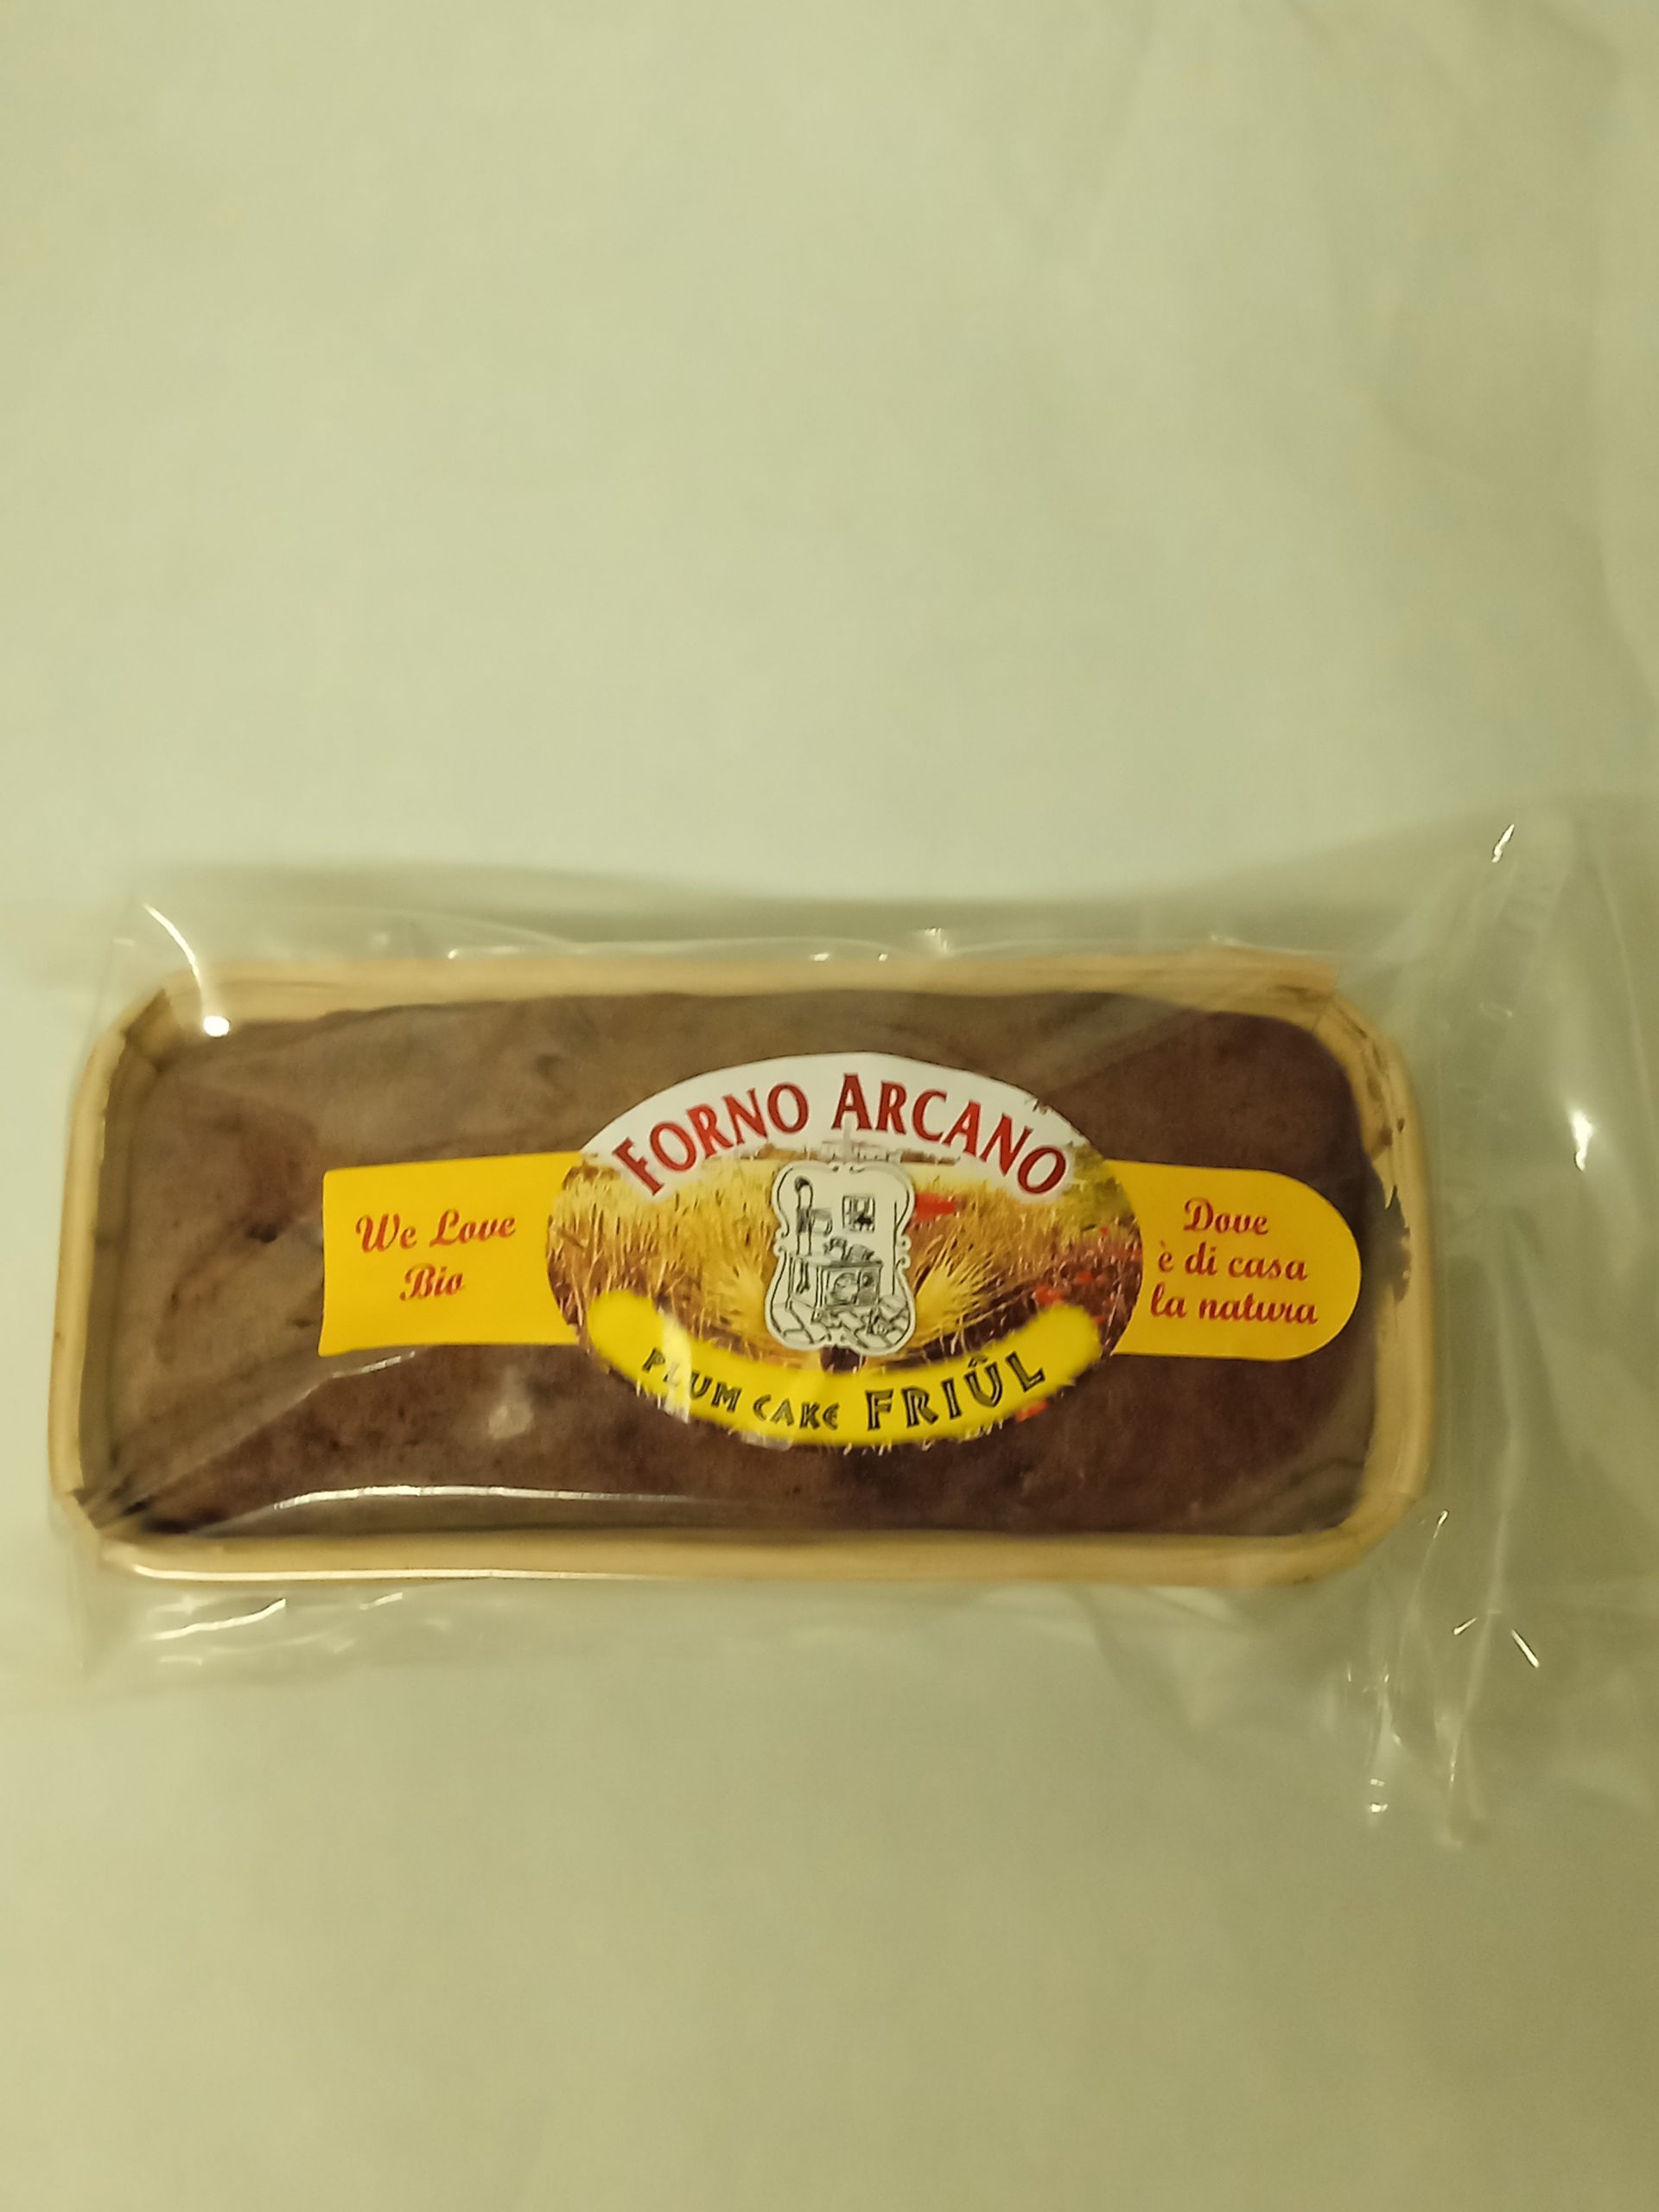 FORNO ARCANO
We Love
Bio
Dove
è di casa
la natura
PLUM CAKE FRIÛL